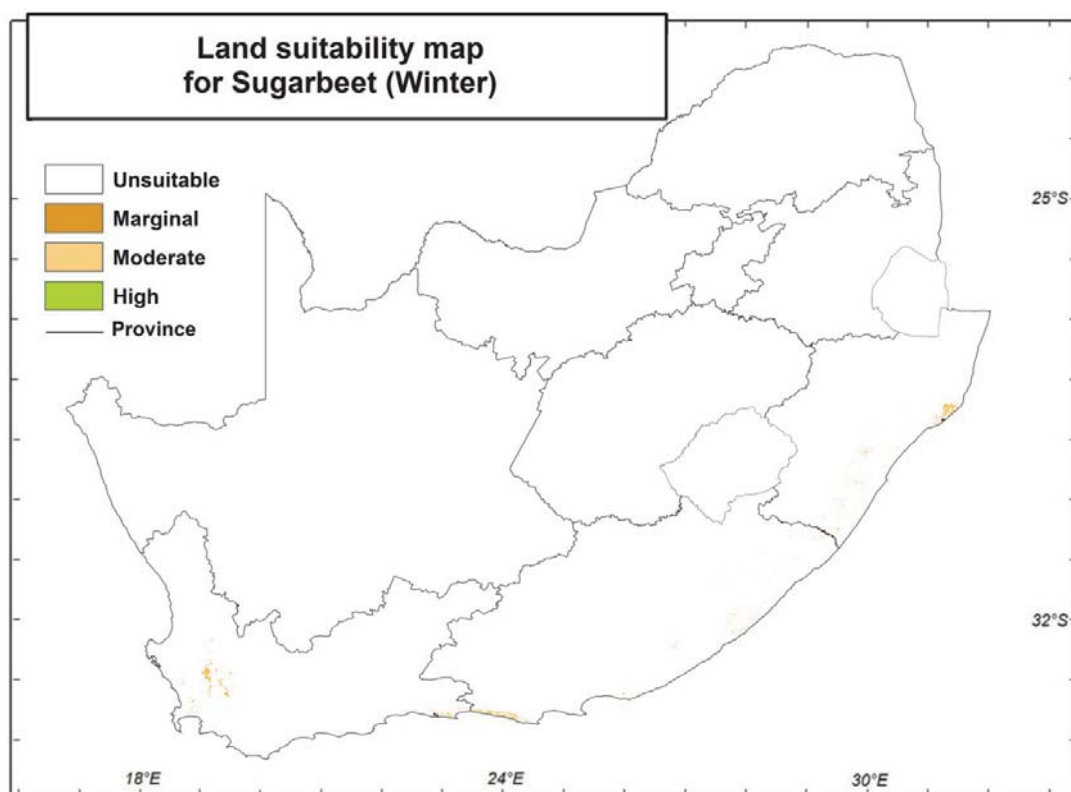 Land suitability map
for Sugarbeet (Winter)
Unsuitable
Marginal
Moderate
High
Province
25°S
32°S
18°E
24°E
30°E